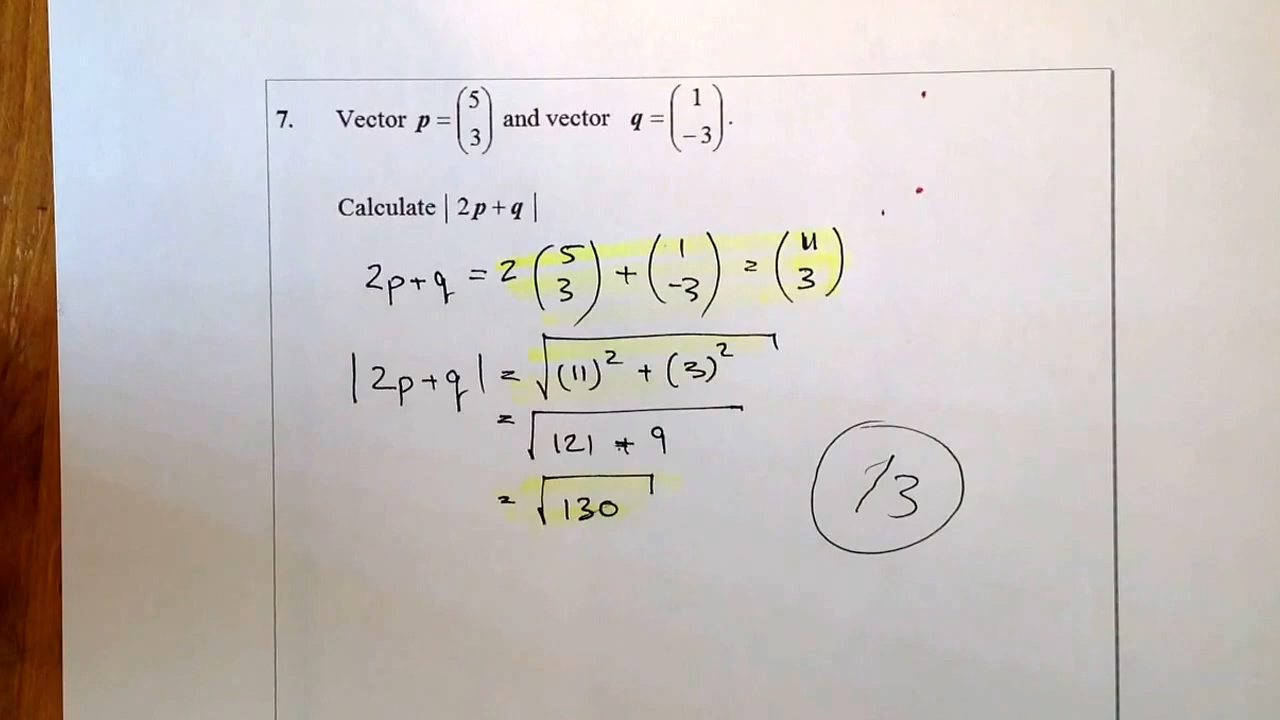 7. Vector p = (5 3) and vector q = (1 -3).
Calculate | 2p + q |
2p+q = 2 (5 3) + (1 -3) = (11 3)
|2p+q| = √(11)² + (3)²
= √121 + 9
= √130
/3